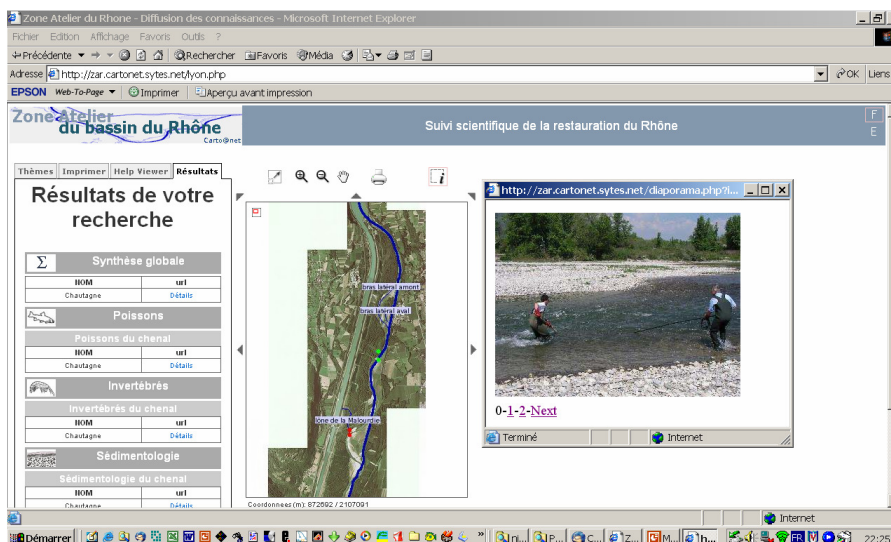 Zone Atelier du Rhone - Diffusion des connaissances - Microsoft Internet Explorer
Fichier Edition Affichage Favoris Outils ?
Précédente Rechercher Favoris Média
Adresse http://zar.cartonet.sytes.net/lyon.php OK Liens
EPSON Web-To-Page Imprimer Aperçu avant impression
Zone Atelier
du bassin du Rhône
Carto@net
Suivi scientifique de la restauration du Rhône
F
E
Thèmes Imprimer Help Viewer Résultats
Résultats de votre
recherche
Σ Synthèse globale
NOM url
Chautagne Détails
Poissons
Poissons du chenal
NOM url
Chautagne Détails
Invertébrés
Invertébrés du chenal
NOM url
Chautagne Détails
Sédimentologie
Sédimentologie du chenal
NOM url
Chautagne Détails
i
bras latéral amont
bras latéral aval
lône de la Malourdie
Coordonnees (m): 872692 / 2107091
http://zar.cartonet.sytes.net/diaporama.php?i...
0-1-2-Next
Terminé Internet
Internet
Démarrer
FR
22:25